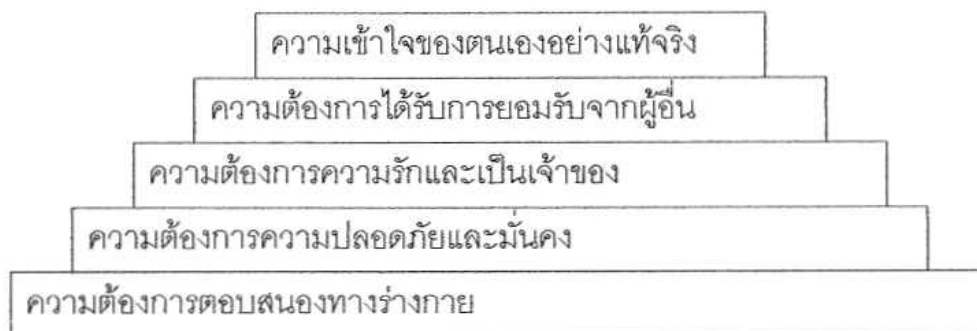 ความเข้าใจของตนเองอย่างแท้จริง
ความต้องการได้รับการยอมรับจากผู้อื่น
ความต้องการความรักและเป็นเจ้าของ
ความต้องการความปลอดภัยและมั่นคง
ความต้องการตอบสนองทางร่างกาย